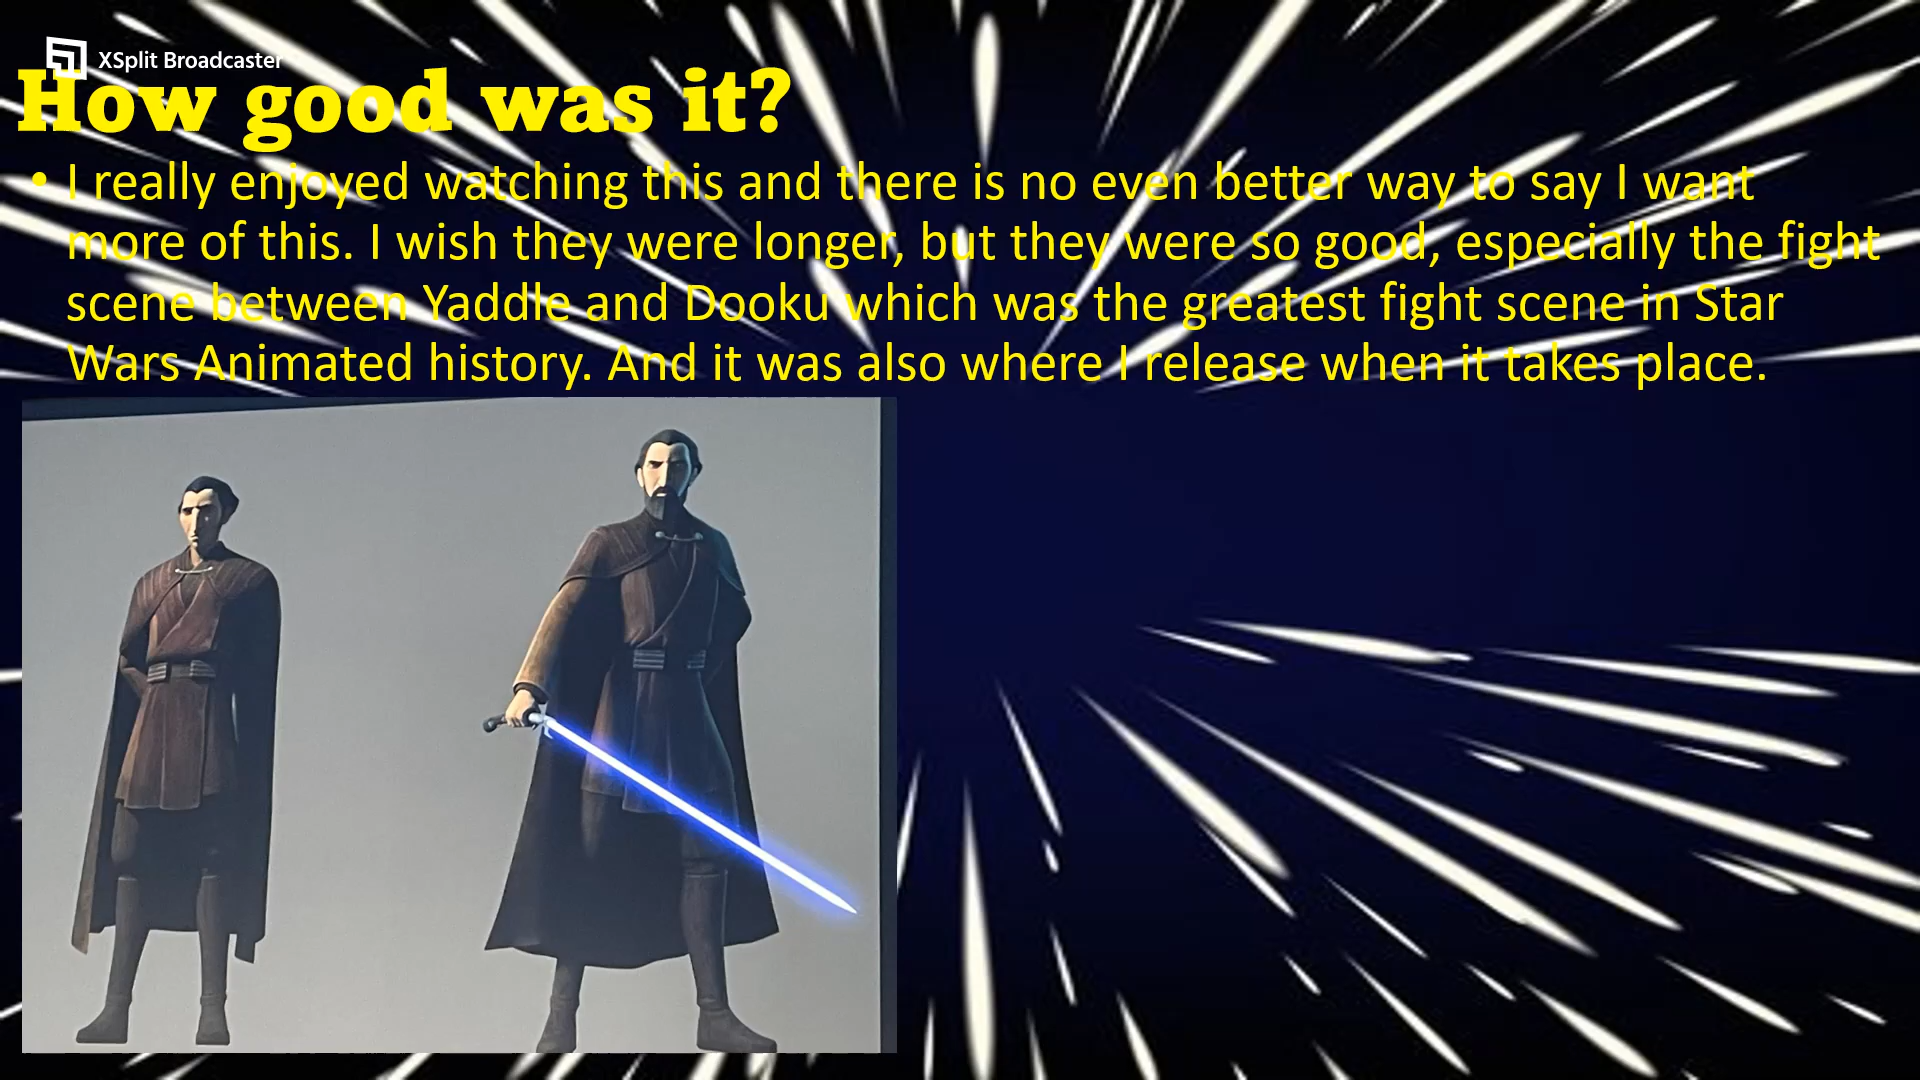 XSplit Broadcaster
How good was it?
• I really enjoyed watching this and there is no even better way to say I want
more of this. I wish they were longer, but they were so good, especially the fight
scene between Yaddle and Dooku which was the greatest fight scene in Star
Wars Animated history. And it was also where I release when it takes place.